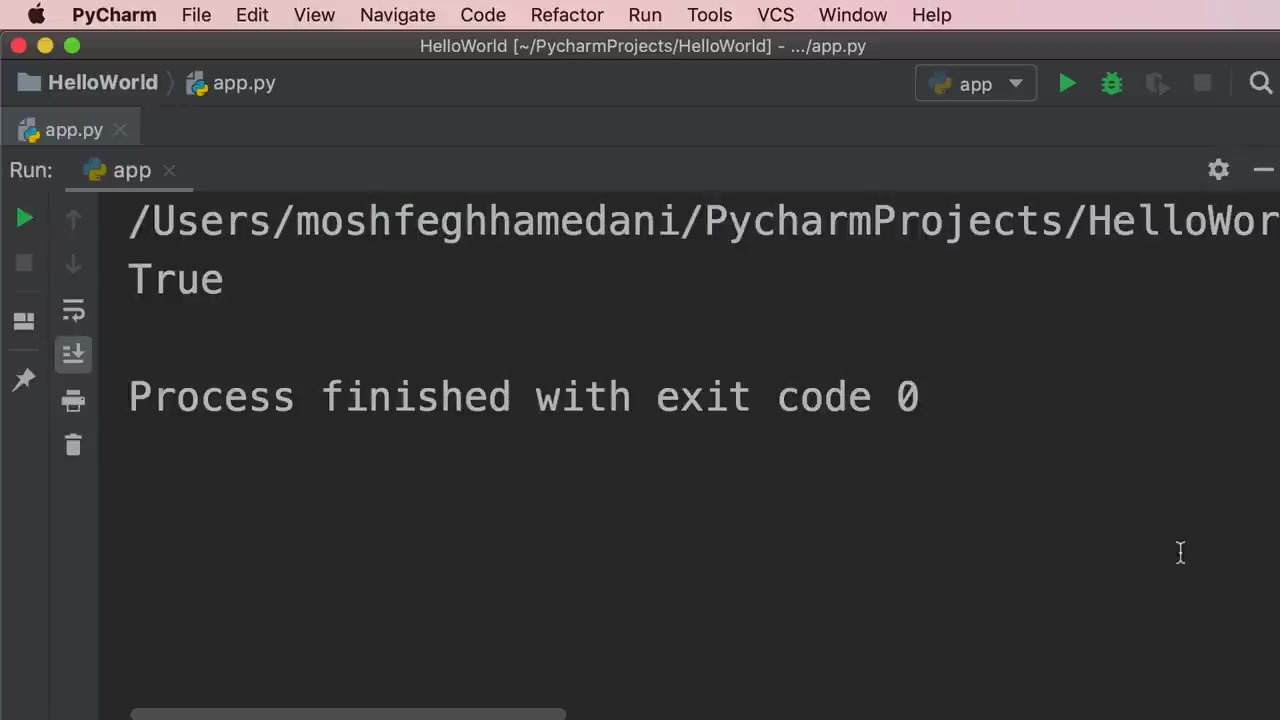 PyCharm File Edit View Navigate Code Refactor Run Tools VCS Window Help
HelloWorld [~/PycharmProjects/HelloWorld] - .../app.py
HelloWorld app.py app
app.py
Run: app
/Users/moshfeghhamedani/PycharmProjects/HelloWor
True
Process finished with exit code 0